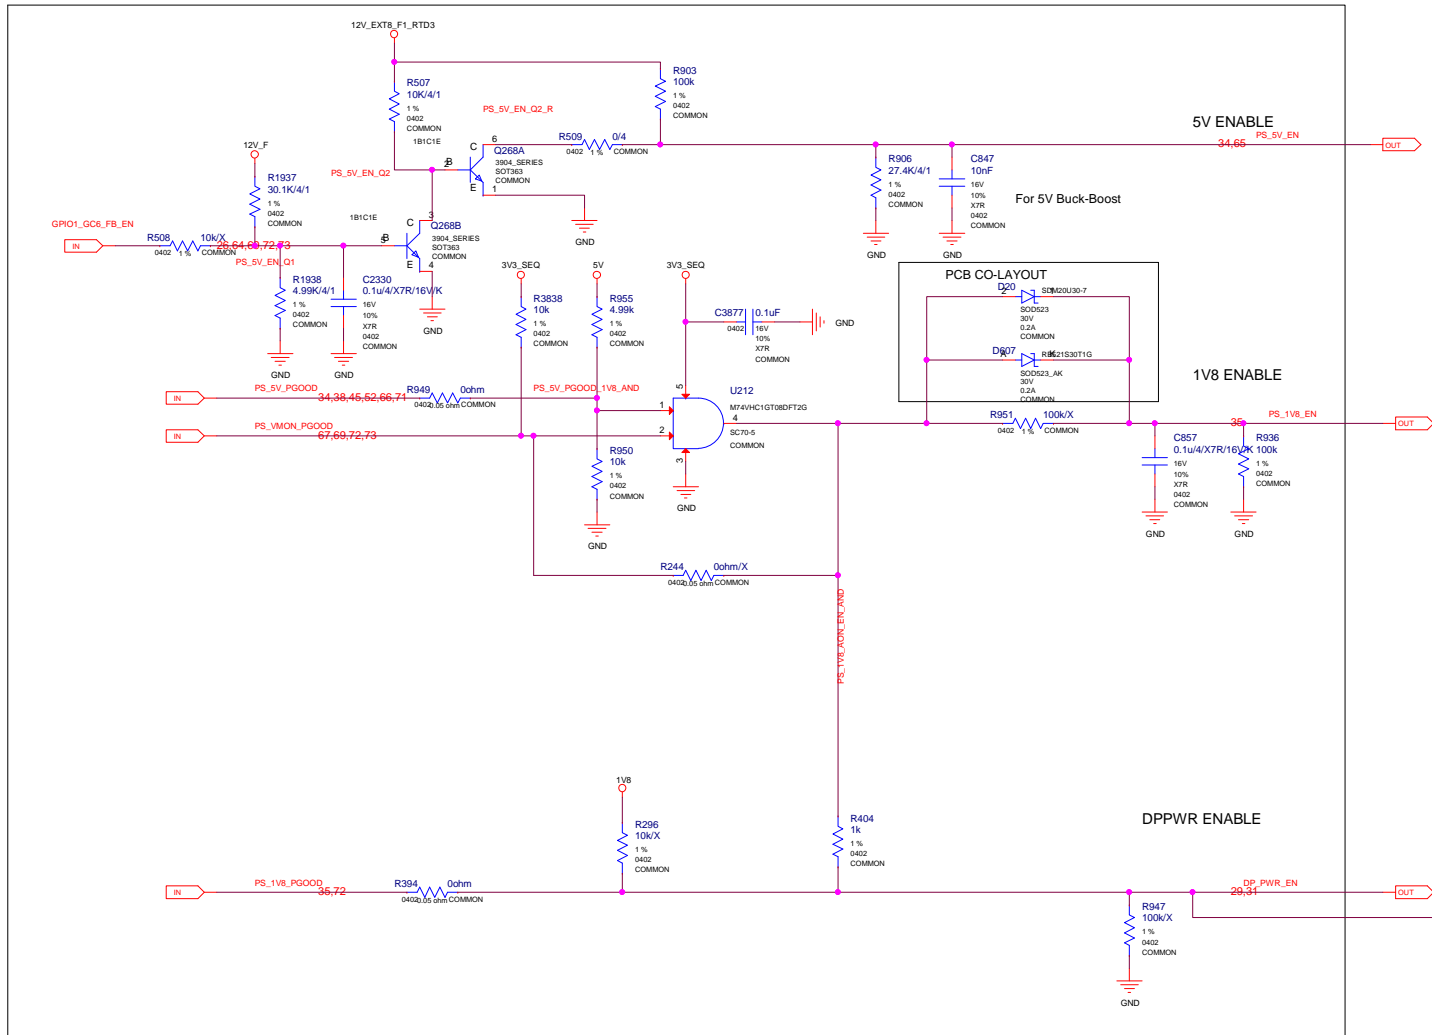 12V_EXT8_F1_RTD3
R507
10K/4/1
1 %
0402
COMMON
R903
100k
1 %
0402
COMMON
PS_5V_EN_Q2_R
1B1C1E
C
6
Q268A
3904_SERIES
SOT363
COMMON
2
B
E
1
R509
0/4
0402
1 %
COMMON
GND
5V ENABLE
PS_5V_EN
34,65
OUT
R906
27.4K/4/1
1 %
0402
COMMON
C847
10nF
16V
10%
X7R
0402
COMMON
GND
GND
For 5V Buck-Boost
12V_F
R1937
30.1K/4/1
1 %
0402
COMMON
PS_5V_EN_Q2
1B1C1E
C
3
Q268B
3904_SERIES
SOT363
COMMON
5
B
E
4
GND
GPIO1_GC6_FB_EN
IN
R508
10k/X
0402
1 %
COMMON
26,64,69,72,73
PS_5V_EN_Q1
R1938
4.99K/4/1
1 %
0402
COMMON
GND
C2330
0.1u/4/X7R/16V/K
16V
10%
X7R
0402
COMMON
GND
3V3_SEQ
R3838
10k
1 %
0402
COMMON
5V
R955
4.99k
1 %
0402
COMMON
3V3_SEQ
C3877
0.1uF
0402
16V
10%
X7R
COMMON
GND
PCB CO-LAYOUT
D20
2
1
SDM20U30-7
SOD523
30V
0.2A
COMMON
D607
A
K
RB521S30T1G
SOD523_AK
30V
0.2A
COMMON
1V8 ENABLE
PS_5V_PGOOD
IN
34,38,45,52,66,71
R949
0ohm
0402
0.05 ohm
COMMON
PS_5V_PGOOD_1V8_AND
PS_VMON_PGOOD
IN
67,69,72,73
1
2
5
3
4
U212
M74VHC1GT08DFT2G
SC70-5
COMMON
GND
R950
10k
1 %
0402
COMMON
GND
R951
100k/X
0402
1 %
COMMON
PS_1V8_EN
35
OUT
C857
0.1u/4/X7R/16V/K
16V
10%
X7R
0402
COMMON
GND
R936
100k
1 %
0402
COMMON
GND
R244
0ohm/X
0402
0.05 ohm
COMMON
PS_1V8_AON_EN_AND
1V8
R296
10k/X
1 %
0402
COMMON
R404
1k
1 %
0402
COMMON
DPPWR ENABLE
PS_1V8_PGOOD
IN
35,72
R394
0ohm
0402
0.05 ohm
COMMON
DP_PWR_EN
29,31
OUT
R947
100k/X
1 %
0402
COMMON
GND